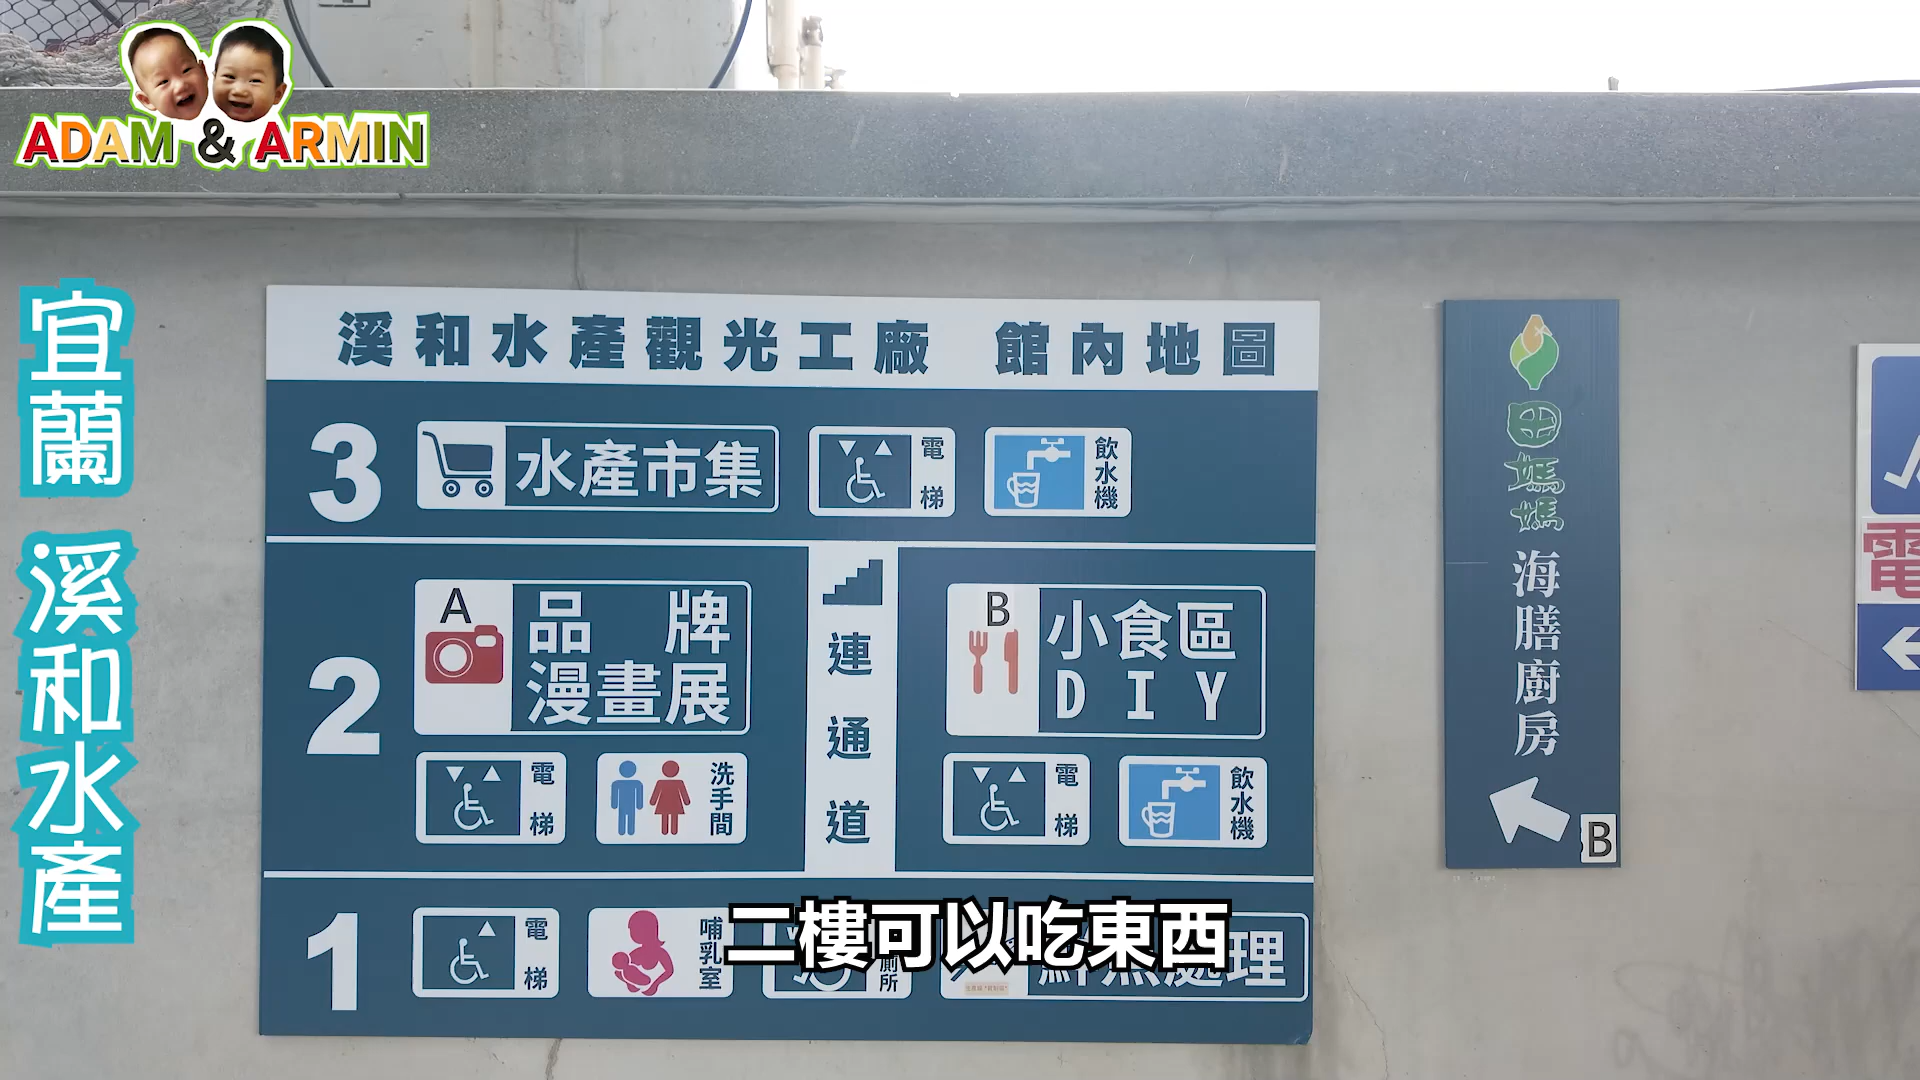 ADAM & ARMIN
宜蘭 溪和水產
溪和水產觀光工廠 館內地圖
3
水產市集
電梯
飲水機
2
A
品牌
漫畫展
電梯
洗手間
連通道
B
小食區
DIY
電梯
飲水機
1
電梯
哺乳室
廁所
處理
二樓可以吃東西
田媽媽
海膳廚房
B
電